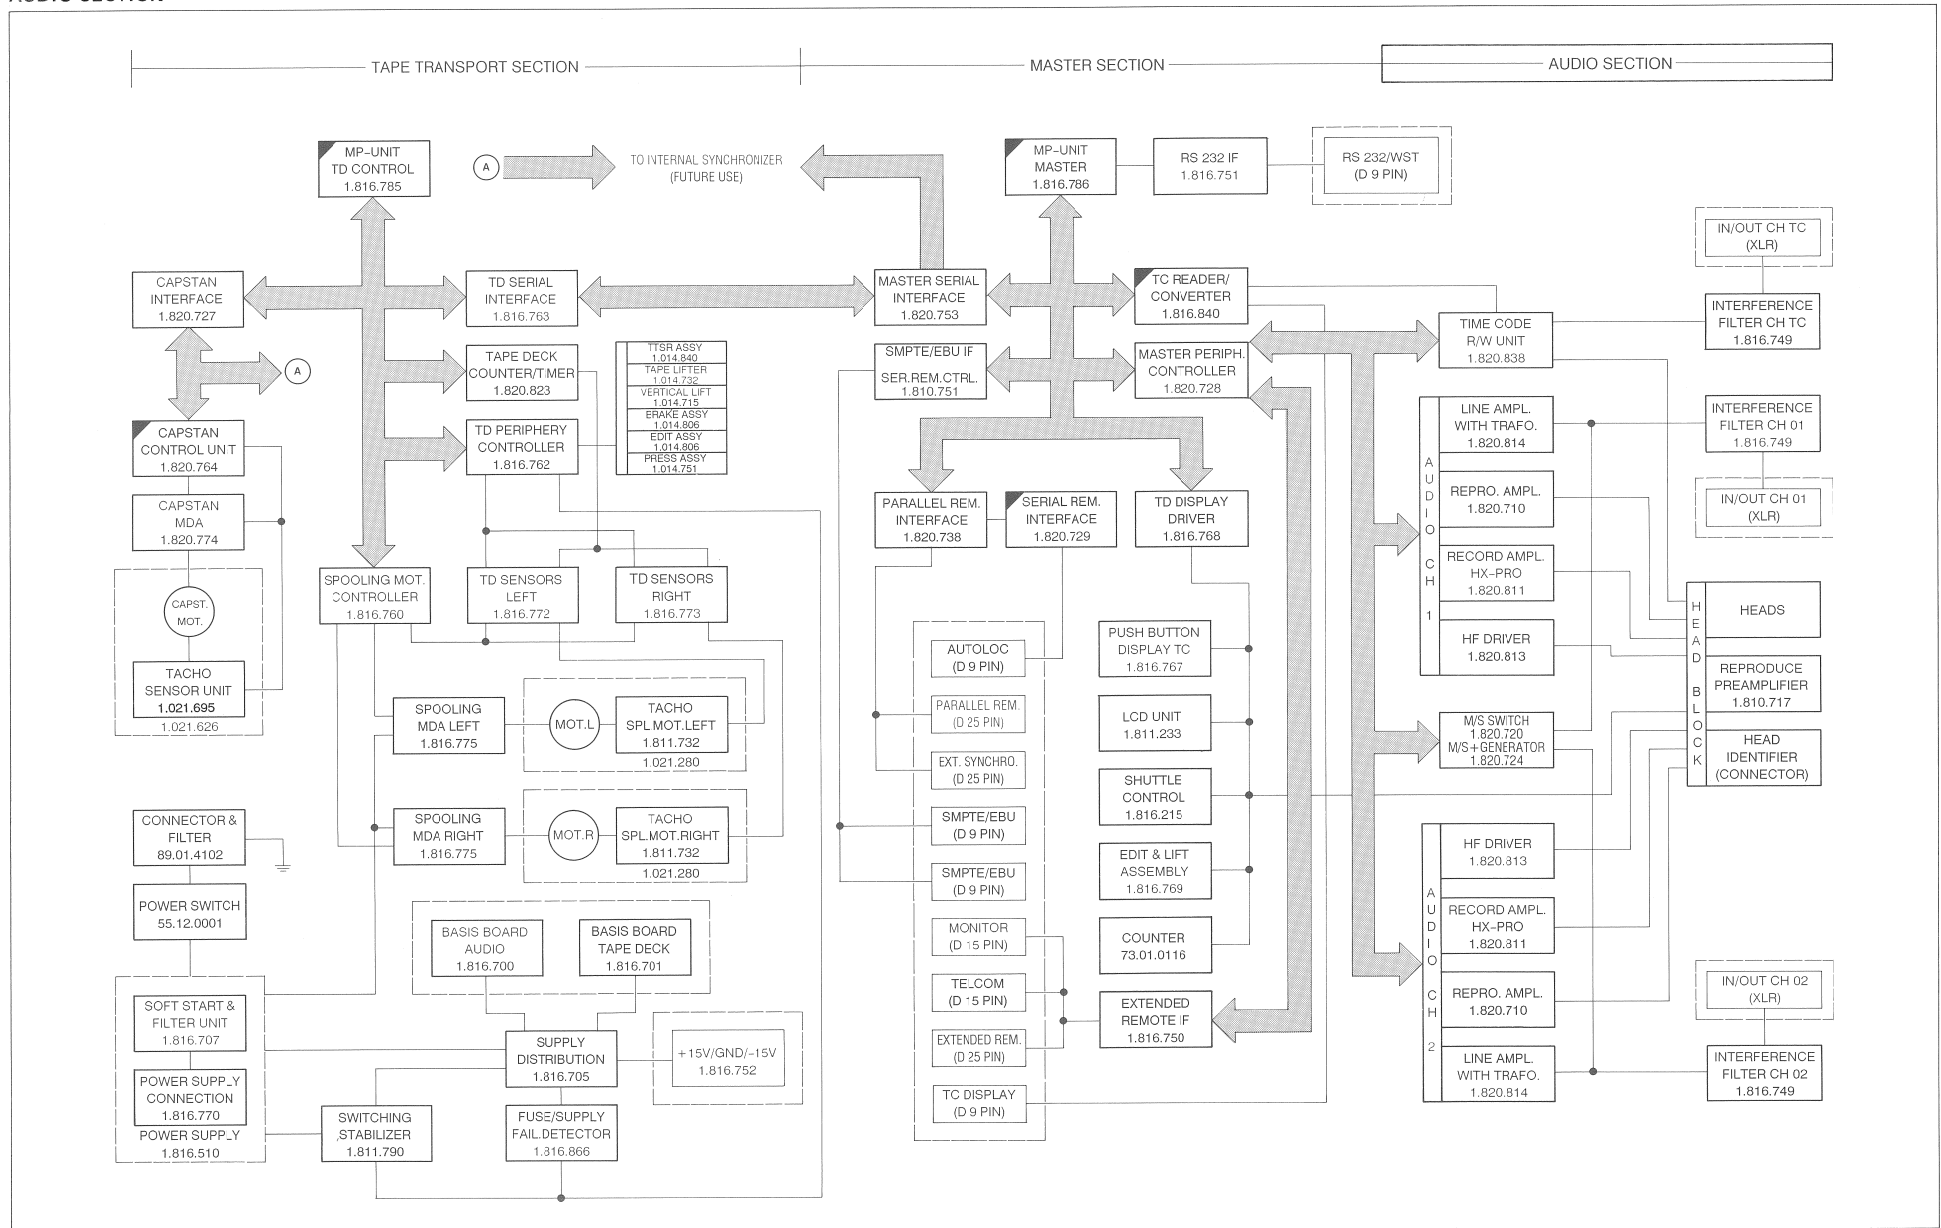 TAPE TRANSPORT SECTION
MASTER SECTION
AUDIO SECTION
MP-UNIT
TD CONTROL
1.816.785
A
TO INTERNAL SYNCHRONIZER
(FUTURE USE)
MP-UNIT
MASTER
1.816.786
RS 232 IF
1.816.751
RS 232/WST
(D 9 PIN)
IN/OUT CH TC
(XLR)
CAPSTAN
INTERFACE
1.820.727
TD SERIAL
INTERFACE
1.816.763
MASTER SERIAL
INTERFACE
1.820.753
TC READER/
CONVERTER
1.816.840
TIME CODE
R/W UNIT
1.820.838
INTERFERENCE
FILTER CH TC
1.816.749
A
TAPE DECK
COUNTER/TIMER
1.820.823
TTSR ASSY
1.014.840
TAPE LIFTER
1.014.732
VERTICAL LIFT
1.014.715
ERAKE ASSY
1.014.806
EDIT ASSY
1.014.806
PRESS ASSY
1.014.751
SMPTE/EBU IF
SER.REM.CTRL.
1.810.751
MASTER PERIPH.
CONTROLLER
1.820.728
CAPSTAN
CONTROL UNIT
1.820.764
TD PERIPHERY
CONTROLLER
1.816.762
CAPSTAN
MDA
1.820.774
PARALLEL REM.
INTERFACE
1.820.738
SERIAL REM.
INTERFACE
1.820.729
TD DISPLAY
DRIVER
1.816.768
AUDIO CH 1
LINE AMPL.
WITH TRAFO.
1.820.814
REPRO. AMPL.
1.820.710
RECORD AMPL.
HX-PRO
1.820.811
HF DRIVER
1.820.813
INTERFERENCE
FILTER CH 01
1.816.749
IN/OUT CH 01
(XLR)
CAPST.
MOT.
TACHO
SENSOR UNIT
1.021.695
1.021.626
SPOOLING MOT.
CONTROLLER
1.816.760
TD SENSORS
LEFT
1.816.772
TD SENSORS
RIGHT
1.816.773
SPOOLING
MDA LEFT
1.816.775
MOT.L
TACHO
SPL.MOT.LEFT
1.811.732
1.021.280
SPOOLING
MDA RIGHT
1.816.775
MOT.R
TACHO
SPL.MOT.RIGHT
1.811.732
1.021.280
AUTOLOC
(D 9 PIN)
PARALLEL REM.
(D 25 PIN)
EXT. SYNCHRO.
(D 25 PIN)
SMPTE/EBU
(D 9 PIN)
SMPTE/EBU
(D 9 PIN)
MONITOR
(D 15 PIN)
TELCOM
(D 15 PIN)
EXTENDED REM.
(D 25 PIN)
TC DISPLAY
(D 9 PIN)
PUSH BUTTON
DISPLAY TC
1.816.767
LCD UNIT
1.811.233
SHUTTLE
CONTROL
1.816.215
EDIT & LIFT
ASSEMBLY
1.816.769
COUNTER
73.01.0116
EXTENDED
REMOTE IF
1.816.750
M/S SWITCH
1.820.720
M/S+GENERATOR
1.820.724
HEAD BLOCK
HEADS
REPRODUCE
PREAMPLIFIER
1.810.717
HEAD
IDENTIFIER
(CONNECTOR)
AUDIO CH 2
HF DRIVER
1.820.813
RECORD AMPL.
HX-PRO
1.820.811
REPRO. AMPL.
1.820.710
LINE AMPL.
WITH TRAFO.
1.820.814
IN/OUT CH 02
(XLR)
INTERFERENCE
FILTER CH 02
1.816.749
CONNECTOR &
FILTER
89.01.4102
POWER SWITCH
55.12.0001
SOFT START &
FILTER UNIT
1.816.707
POWER SUPPLY
CONNECTION
1.816.770
POWER SUPPLY
1.816.510
BASIS BOARD
AUDIO
1.816.700
BASIS BOARD
TAPE DECK
1.816.701
SUPPLY
DISTRIBUTION
1.816.705
+15V/GND/-15V
1.816.752
SWITCHING
STABILIZER
1.811.790
FUSE/SUPPLY
FAIL.DETECTOR
1.816.866